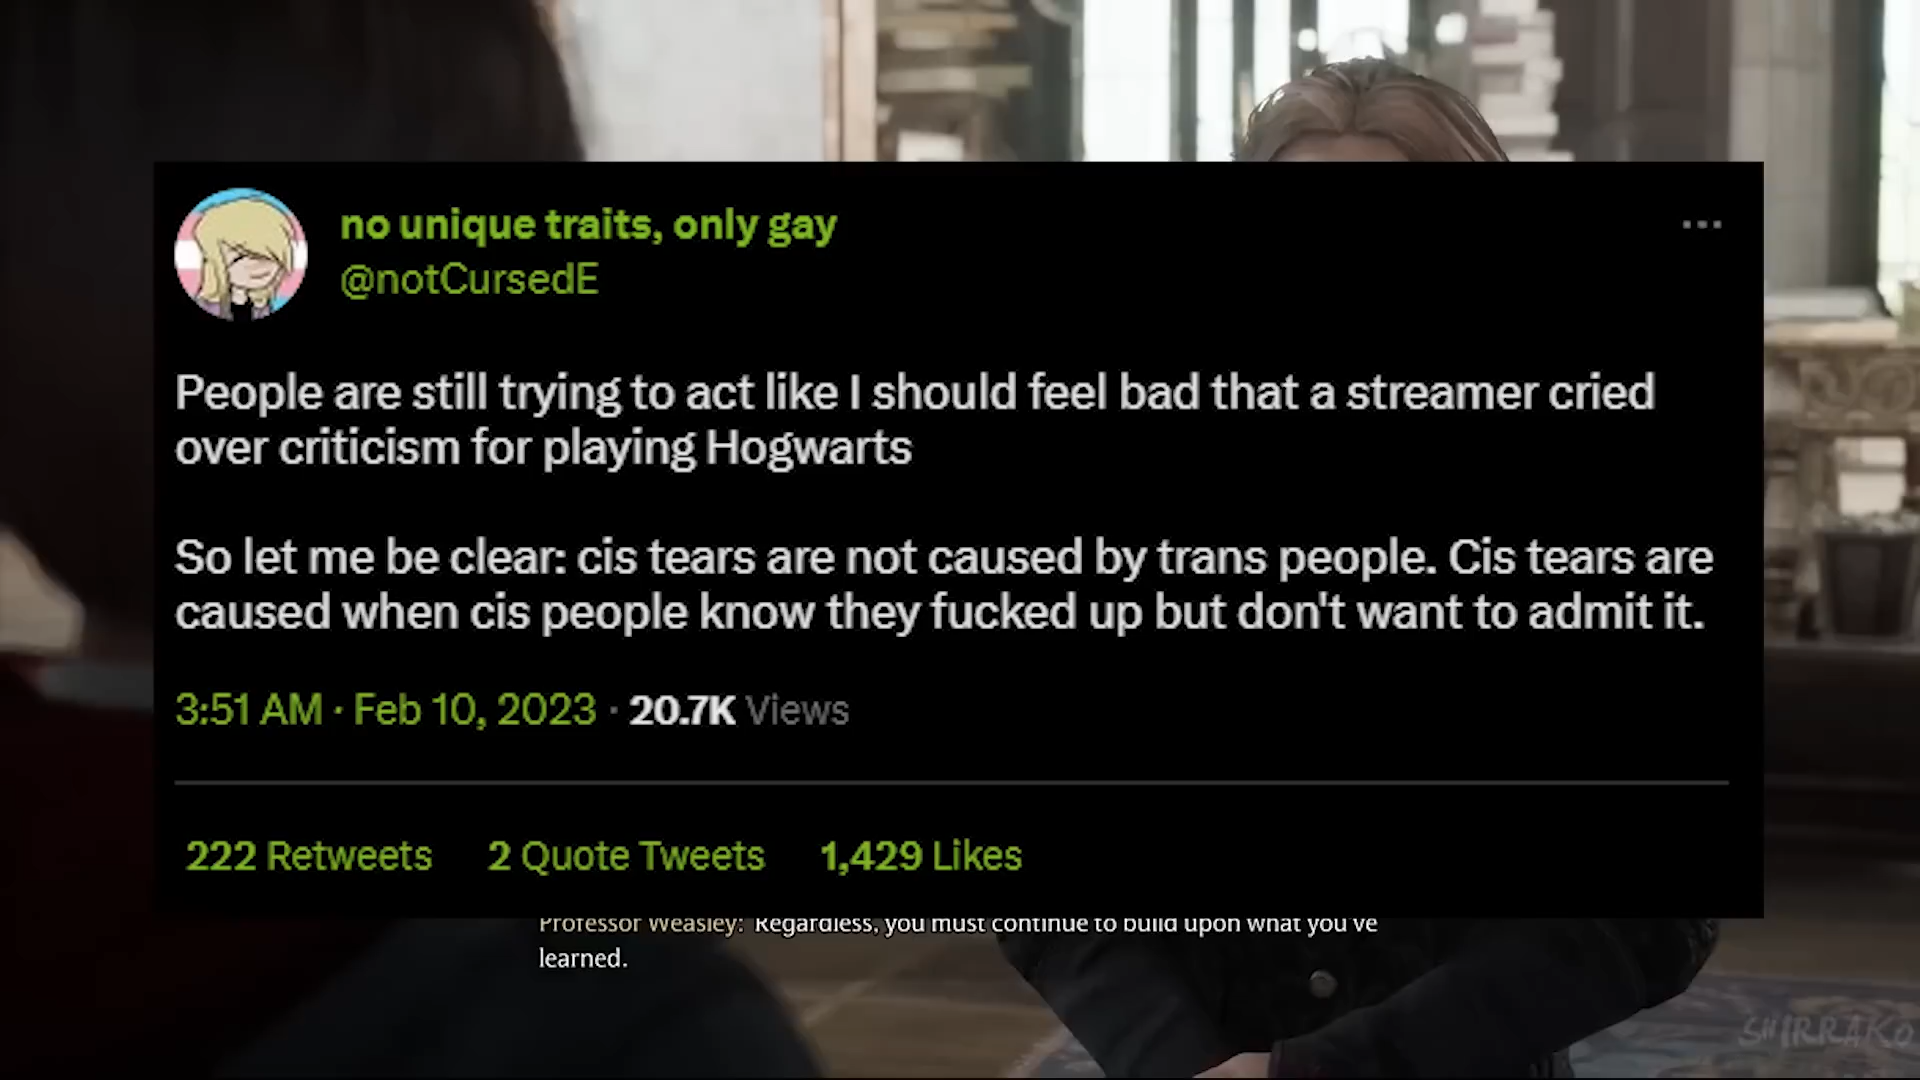 no unique traits, only gay
@notCursedE
People are still trying to act like I should feel bad that a streamer cried
over criticism for playing Hogwarts
So let me be clear: cis tears are not caused by trans people. Cis tears are
caused when cis people know they fucked up but don't want to admit it.
3:51 AM · Feb 10, 2023 · 20.7K Views
222 Retweets 2 Quote Tweets 1,429 Likes
Professor Weasley: Regardless, you must continue to build upon what you've
learned.
SHIRRAKO